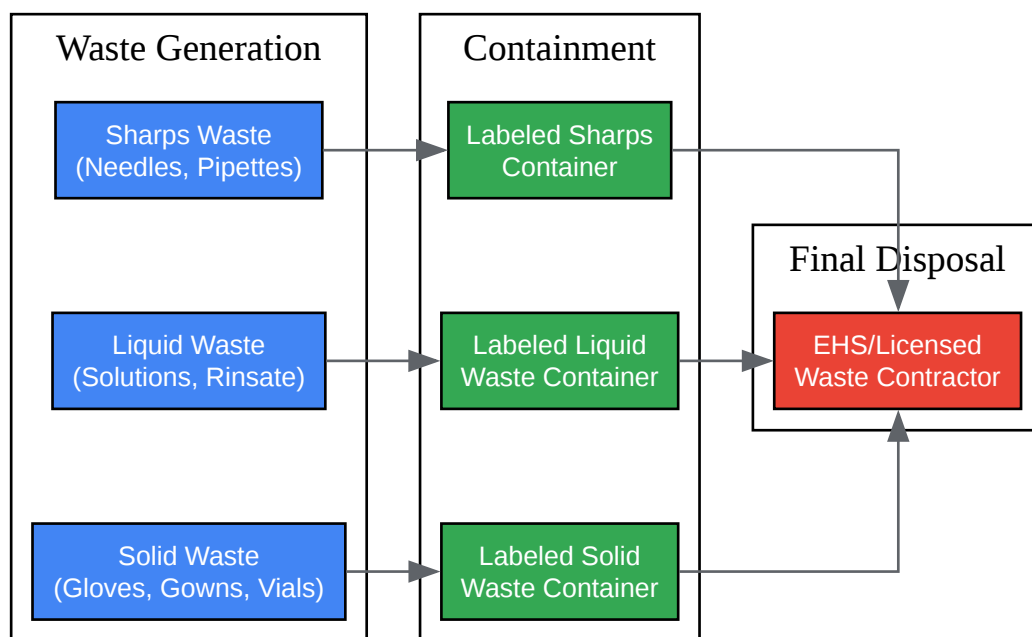 Waste Generation
Containment
Sharps Waste
(Needles, Pipettes)
Labeled Sharps
Container
Final Disposal
Liquid Waste
(Solutions, Rinsate)
Labeled Liquid
Waste Container
EHS/Licensed
Waste Contractor
Solid Waste
(Gloves, Gowns, Vials)
Labeled Solid
Waste Container